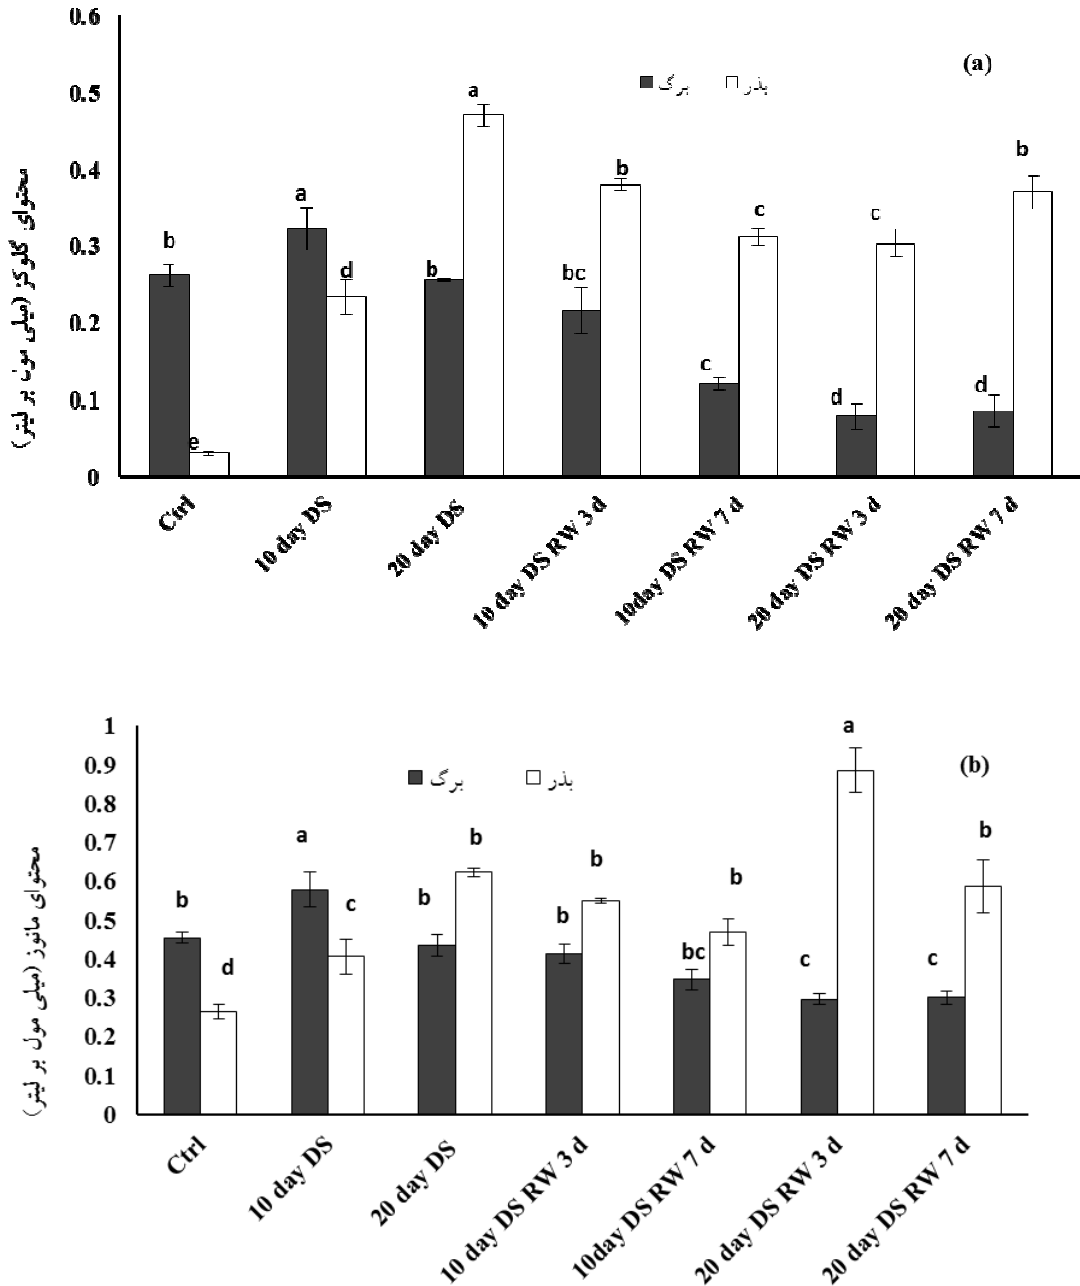 0.6
(a)
برگ بذر
0.5
0.4
0.3
0.2
0.1
0
محتوای گلوکز (میلی مول بر لیتر)
b
e
a
d
b
a
bc
b
c
c
d
c
d
b
Ctrl
10 day DS
20 day DS
10 day DS RW 3 d
10day DS RW 7 d
20 day DS RW 3 d
20 day DS RW 7 d
1
(b)
برگ بذر
0.9
0.8
0.7
0.6
0.5
0.4
0.3
0.2
0.1
0
محتوای مانوز (میلی مول بر لیتر)
b
d
a
c
b
b
b
b
bc
b
c
a
c
b
Ctrl
10 day DS
20 day DS
10 day DS RW 3 d
10day DS RW 7 d
20 day DS RW 3 d
20 day DS RW 7 d